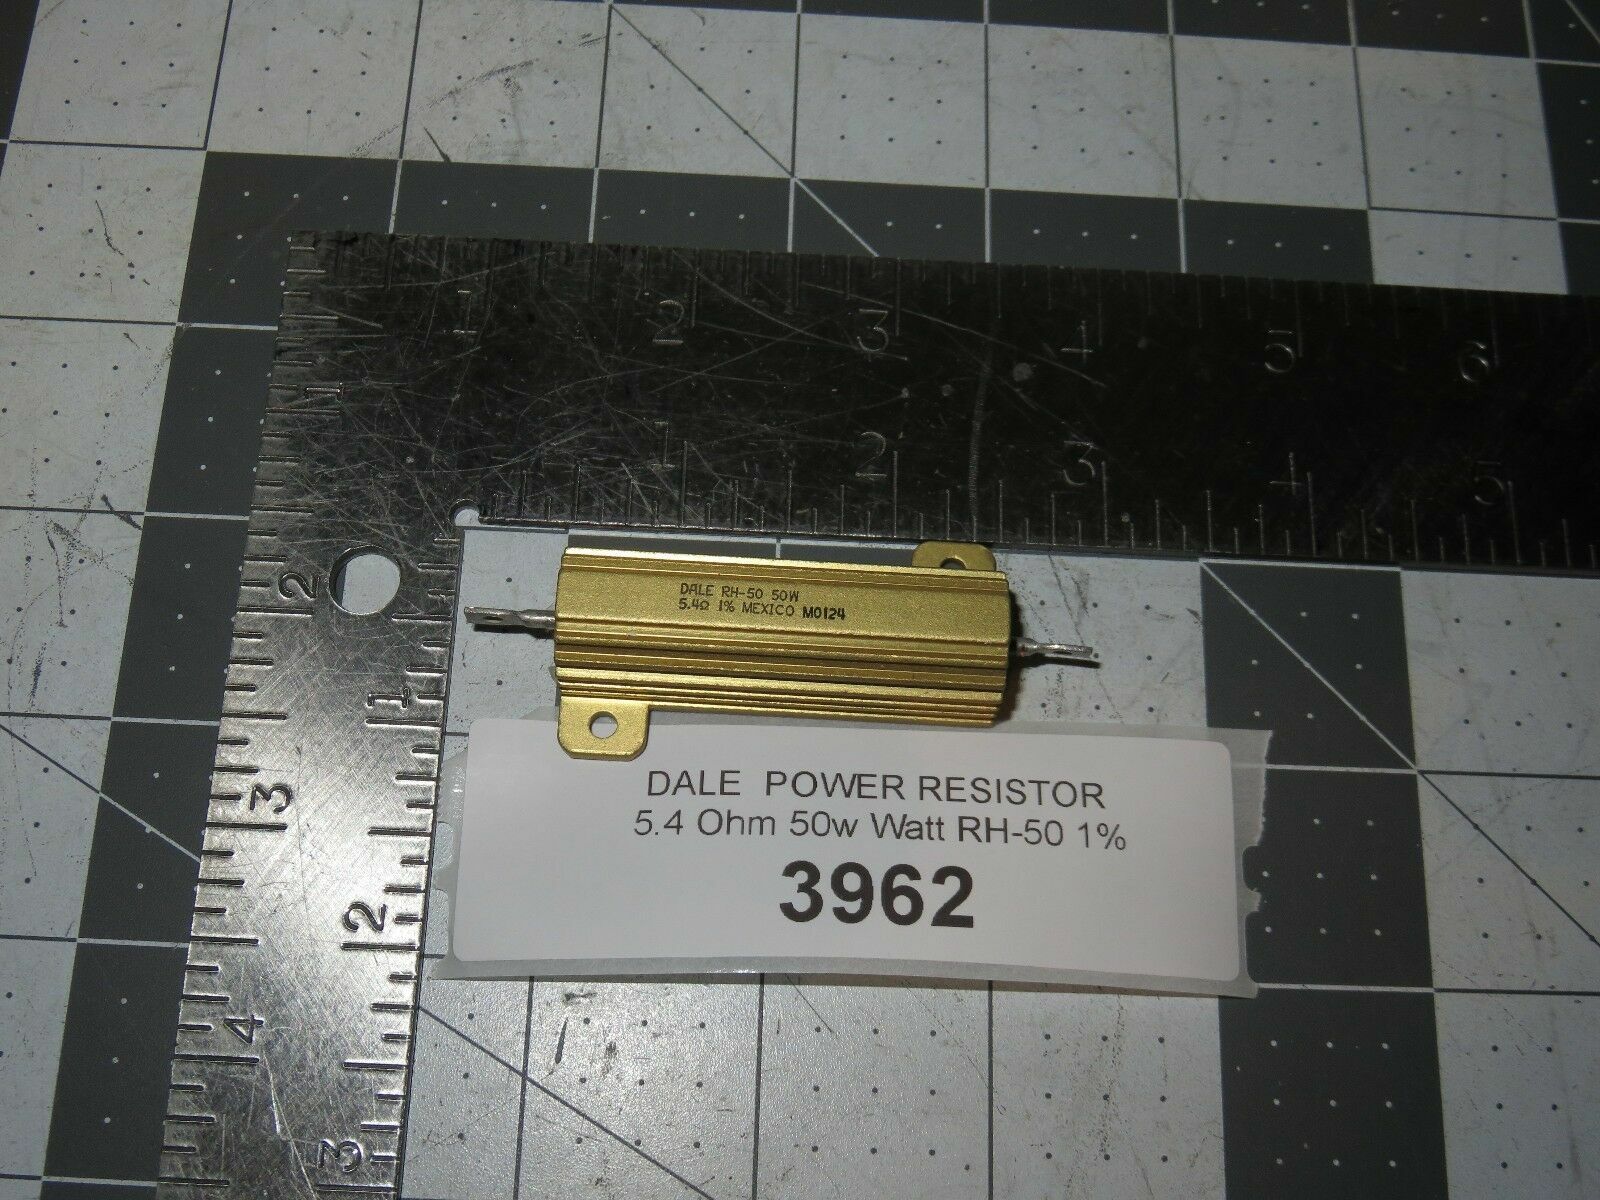 1 2 3 4 5 6
1 2 3 4 5
DALE RH-50 50W
5.4Ω 1% MEXICO M0124
DALE POWER RESISTOR
5.4 Ohm 50w Watt RH-50 1%
3962
1 2 3 4
1 2 3